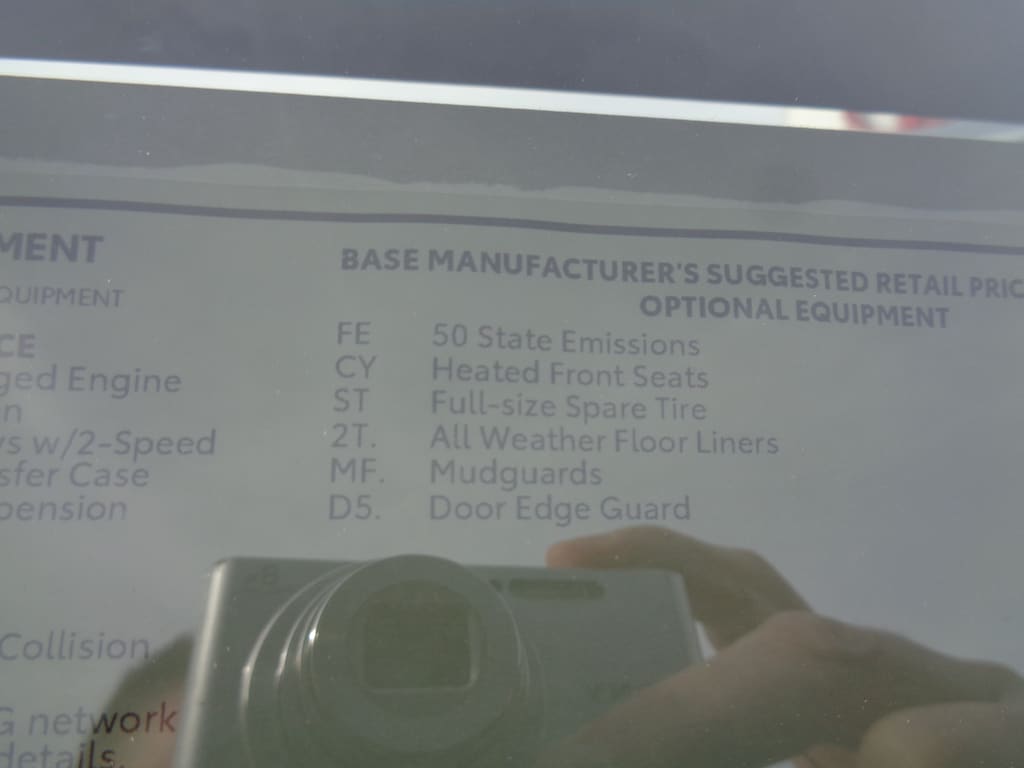 MENT
QUIPMENT
CE
ged Engine
n
ys w/2-Speed
sfer Case
pension
Collision
G network
details.
BASE MANUFACTURER'S SUGGESTED RETAIL PRIC
OPTIONAL EQUIPMENT
FE 50 State Emissions
CY Heated Front Seats
ST Full-size Spare Tire
2T. All Weather Floor Liners
MF. Mudguards
D5. Door Edge Guard